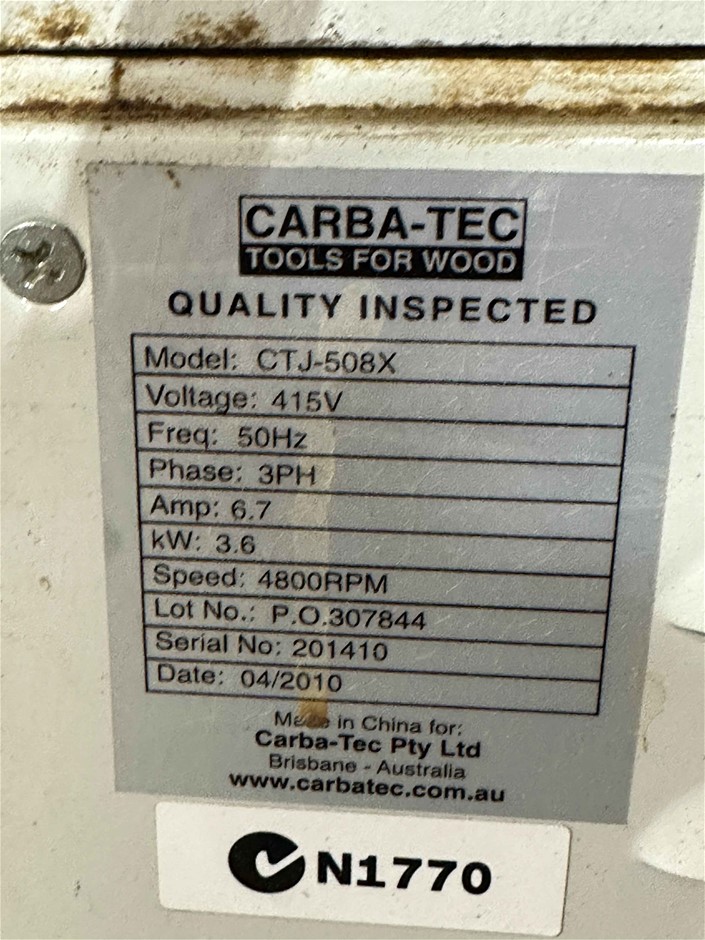 CARBA-TEC
TOOLS FOR WOOD
QUALITY INSPECTED
Model: CTJ-508X
Voltage: 415V
Freq: 50Hz
Phase: 3PH
Amp: 6.7
kW: 3.6
Speed: 4800RPM
Lot No.: P.O.307844
Serial No: 201410
Date: 04/2010
Made in China for:
Carba-Tec Pty Ltd
Brisbane - Australia
www.carbatec.com.au
N1770